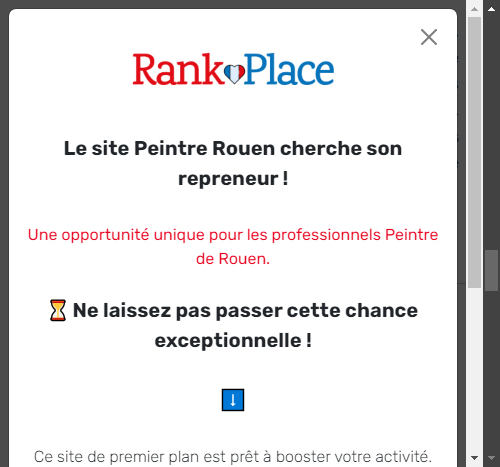 Rank Place
Le site Peintre Rouen cherche son
repreneur !
Une opportunité unique pour les professionnels Peintre
de Rouen.
⏳ Ne laissez pas passer cette chance
exceptionnelle !
Ce site de premier plan est prêt à booster votre activité.